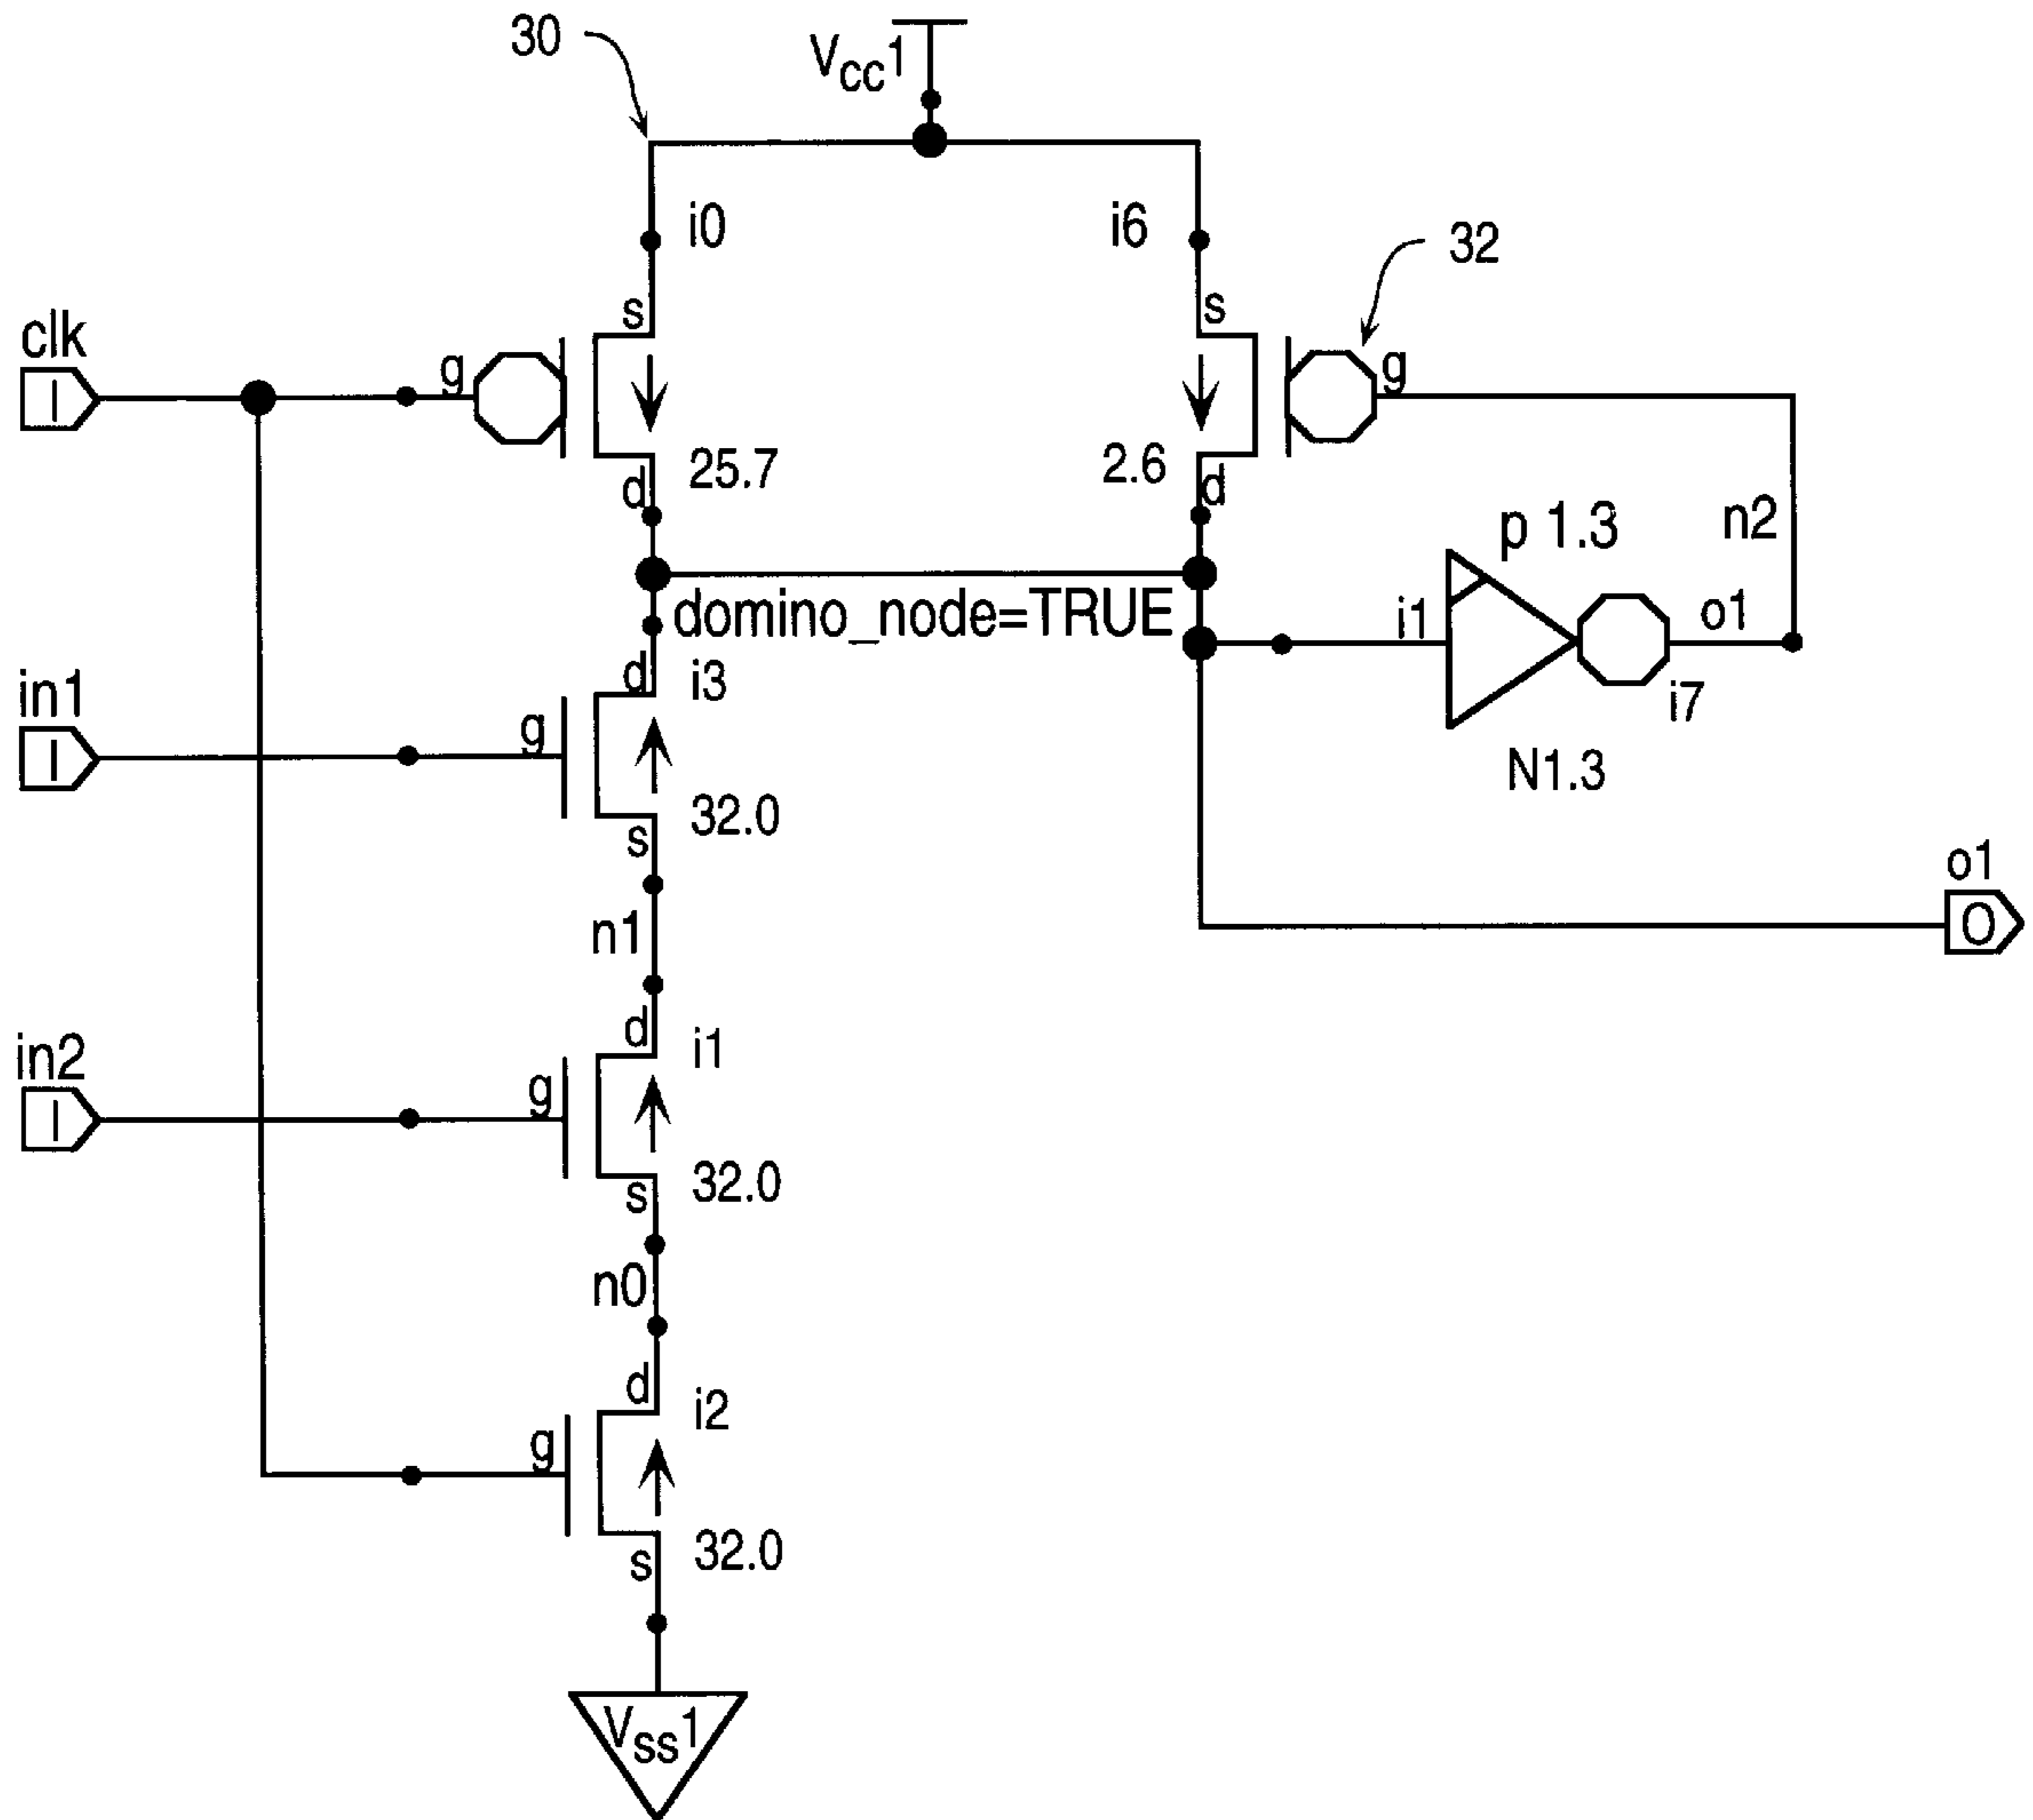 30
Vcc1
i0
i6
32
clk
I
g
s
s
g
25.7
2.6
d
d
p 1.3
n2
domino_node=TRUE
i1
o1
i7
N1.3
in1
I
g
d
i3
32.0
s
n1
o1
O
in2
I
g
d
i1
32.0
s
n0
g
d
i2
32.0
s
Vss1